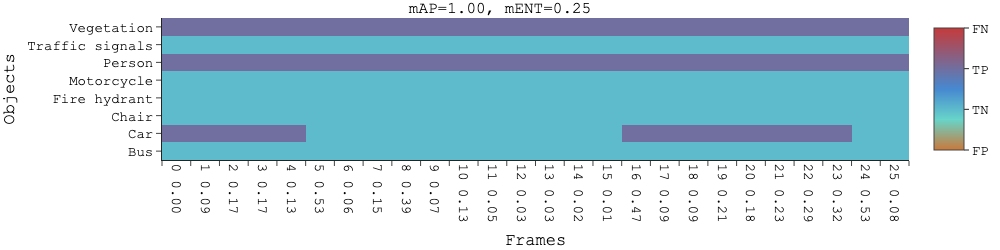 mAP=1.00, mENT=0.25
Objects
Vegetation
Traffic signals
Person
Motorcycle
Fire hydrant
Chair
Car
Bus
0 0.00
1 0.09
2 0.17
3 0.17
4 0.13
5 0.53
6 0.06
7 0.15
8 0.39
9 0.07
10 0.13
11 0.05
12 0.03
13 0.03
14 0.02
15 0.01
16 0.47
17 0.09
18 0.09
19 0.21
20 0.18
21 0.23
22 0.29
23 0.32
24 0.53
25 0.08
Frames
FN
TP
TN
FP